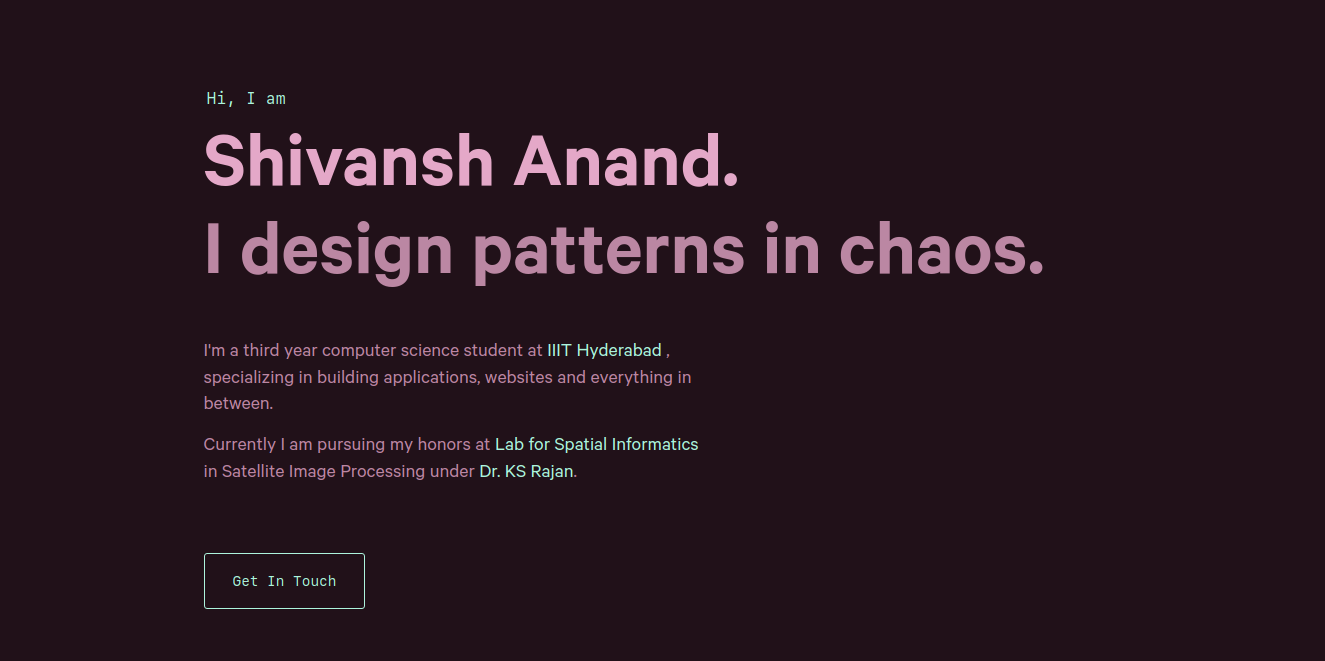 Hi, I am
Shivansh Anand.
I design patterns in chaos.
I'm a third year computer science student at IIIT Hyderabad ,
specializing in building applications, websites and everything in
between.
Currently I am pursuing my honors at Lab for Spatial Informatics
in Satellite Image Processing under Dr. KS Rajan.
Get In Touch